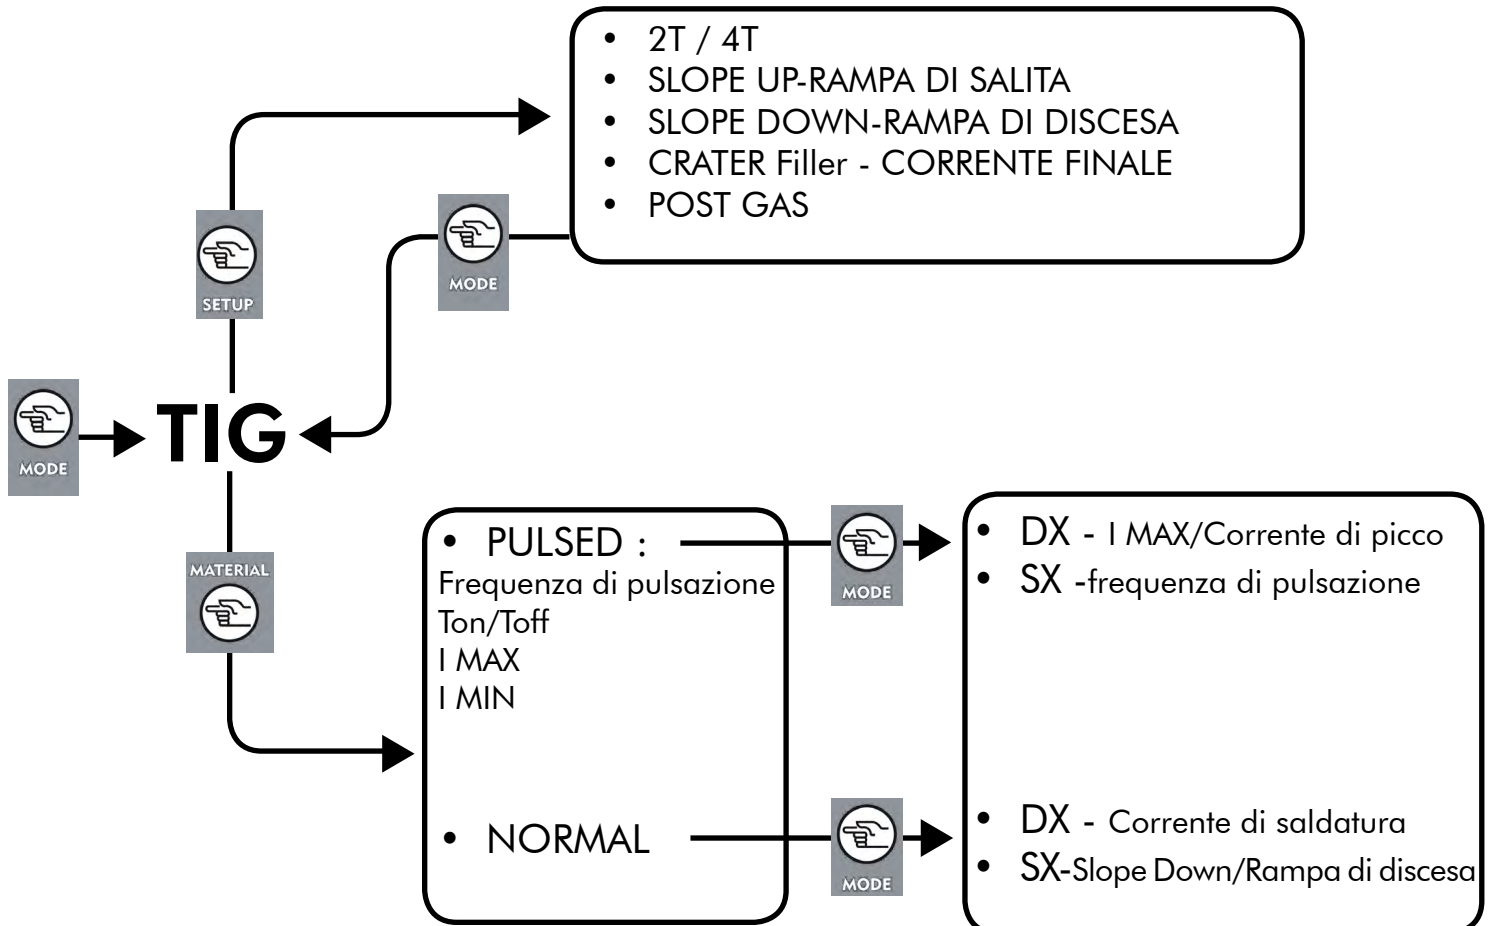 • 2T / 4T
• SLOPE UP-RAMPA DI SALITA
• SLOPE DOWN-RAMPA DI DISCESA
• CRATER Filler - CORRENTE FINALE
• POST GAS
SETUP
MODE
MODE
TIG
MATERIAL
• PULSED :
Frequenza di pulsazione
Ton/Toff
I MAX
I MIN
• NORMAL
MODE
• DX - I MAX/Corrente di picco
• SX -frequenza di pulsazione
MODE
• DX - Corrente di saldatura
• SX-Slope Down/Rampa di discesa